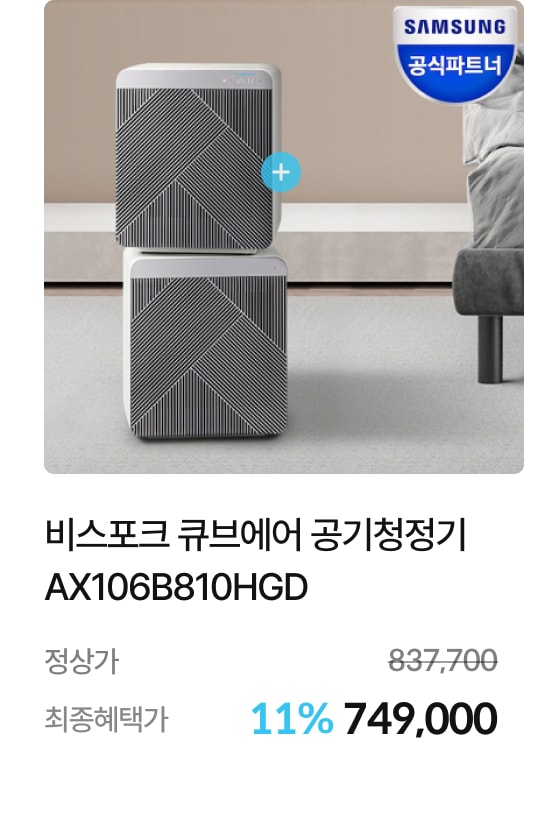 SAMSUNG
공식파트너
비스포크 큐브에어 공기청정기
AX106B810HGD
정상가 837,700
최종혜택가 11% 749,000